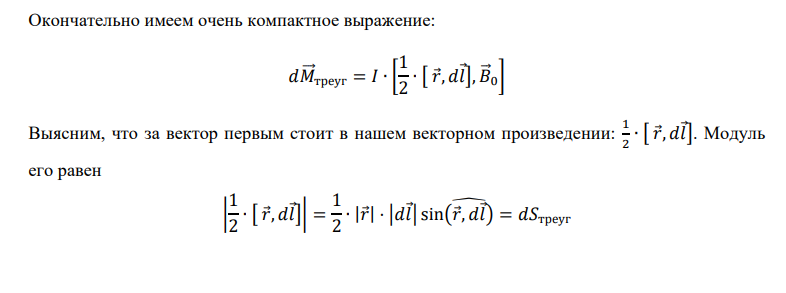 Окончательно имеем очень компактное выражение:
$$d\vec{M}_{\text{треуг}} = I \cdot \left[\frac{1}{2} \cdot [\,\vec{r}, d\vec{l}], \vec{B}_0\right]$$
Выясним, что за вектор первым стоит в нашем векторном произведении: $\frac{1}{2} \cdot [\,\vec{r}, d\vec{l}]$. Модуль
его равен
$$\left|\frac{1}{2} \cdot [\,\vec{r}, d\vec{l}]\right| = \frac{1}{2} \cdot |\vec{r}| \cdot |d\vec{l}| \sin(\widehat{\vec{r}, d\vec{l}}) = dS_{\text{треуг}}$$